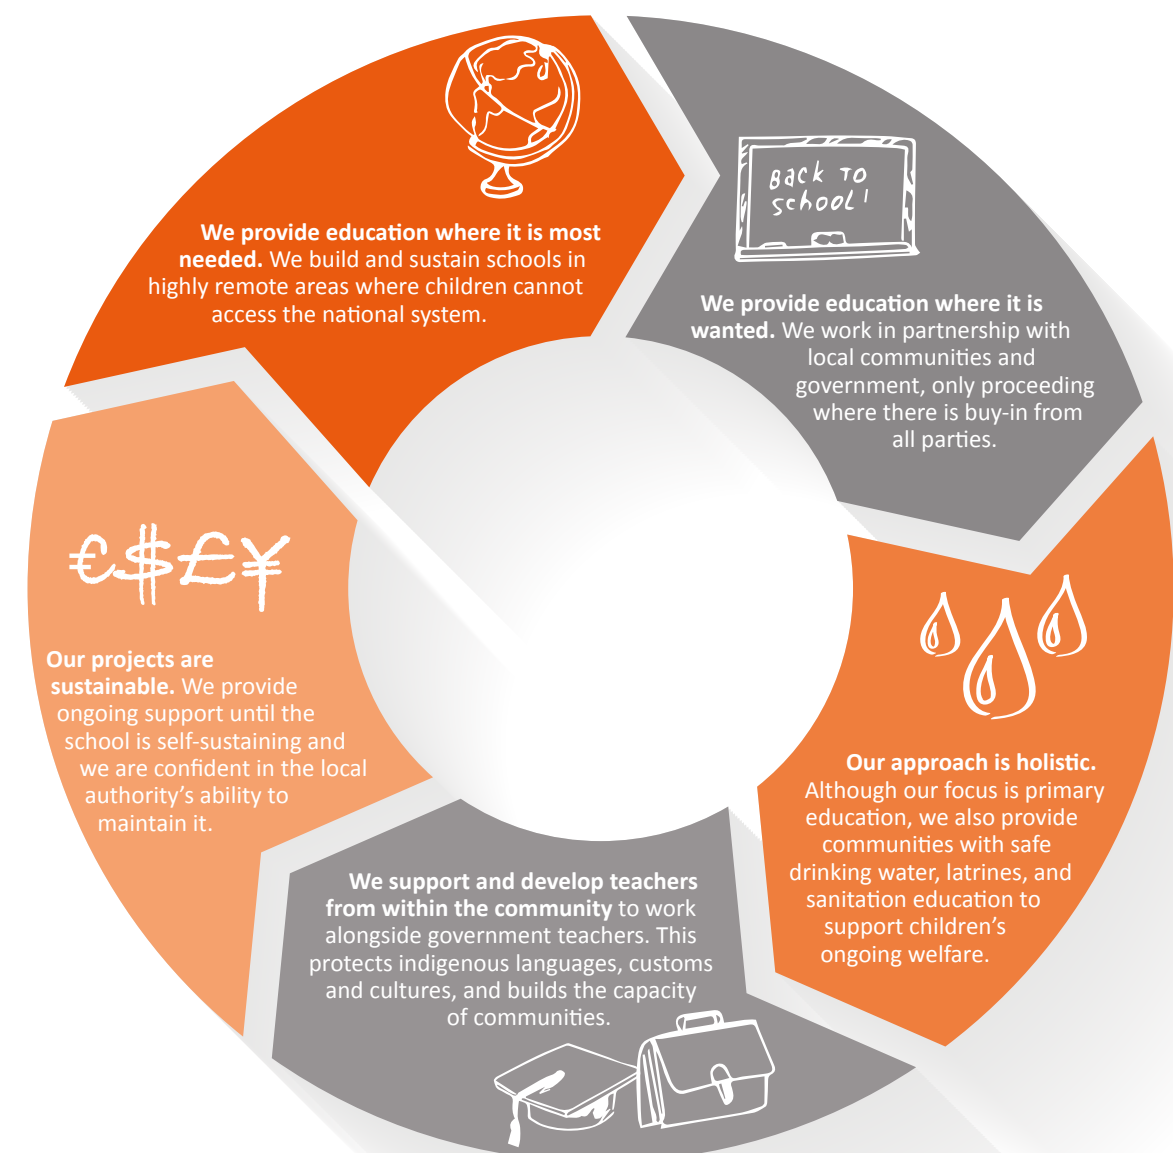 We provide education where it is most
needed. We build and sustain schools in
highly remote areas where children cannot
access the national system.
BACK TO
SCHOOL!
We provide education where it is
wanted. We work in partnership with
local communities and
government, only proceeding
where there is buy-in from
all parties.
Our approach is holistic.
Although our focus is primary
education, we also provide
communities with safe
drinking water, latrines, and
sanitation education to
support children’s
ongoing welfare.
We support and develop teachers
from within the community to work
alongside government teachers. This
protects indigenous languages, customs
and cultures, and builds the capacity
of communities.
€$£¥
Our projects are
sustainable. We provide
ongoing support until the
school is self-sustaining and
we are confident in the local
authority’s ability to
maintain it.